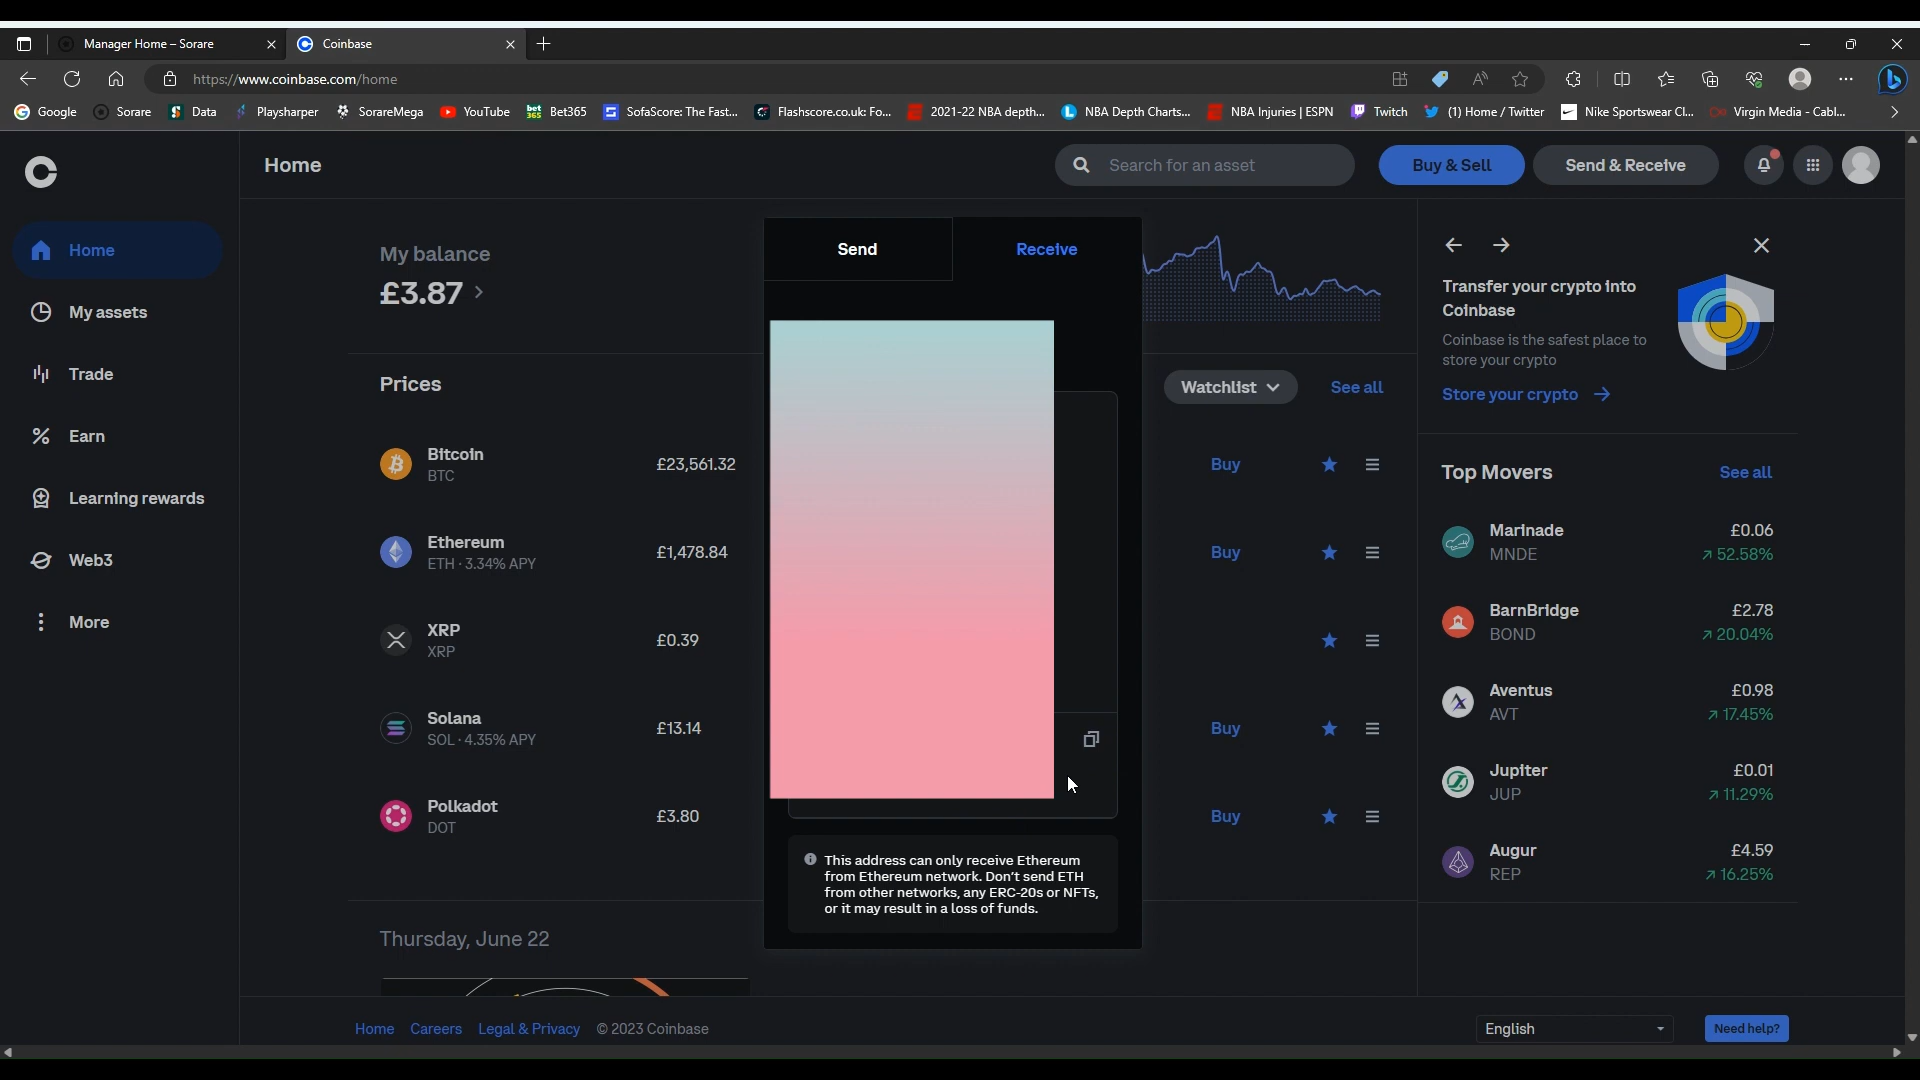 Manager Home – Sorare
Coinbase
https://www.coinbase.com/home
Google
Sorare
Data
Playsharper
SorareMega
YouTube
bet365 Bet365
SofaScore: The Fast...
Flashscore.co.uk: Fo...
2021-22 NBA depth...
NBA Depth Charts...
NBA Injuries | ESPN
Twitch
(1) Home / Twitter
Nike Sportswear Cl...
Virgin Media - Cabl...
Home
Search for an asset
Buy & Sell
Send & Receive
Home
My assets
Trade
Earn
Learning rewards
Web3
More
My balance
£3.87
Prices
Watchlist
See all
Bitcoin
BTC
£23,561.32
Buy
Ethereum
ETH · 3.34% APY
£1,478.84
Buy
XRP
XRP
£0.39
Solana
SOL · 4.35% APY
£13.14
Buy
Polkadot
DOT
£3.80
Buy
Thursday, June 22
Send
Receive
This address can only receive Ethereum
from Ethereum network. Don't send ETH
from other networks, any ERC-20s or NFTs,
or it may result in a loss of funds.
Transfer your crypto into
Coinbase
Coinbase is the safest place to
store your crypto
Store your crypto
Top Movers
See all
Marinade
MNDE
£0.06
↗ 52.58%
BarnBridge
BOND
£2.78
↗ 20.04%
Aventus
AVT
£0.98
↗ 17.45%
Jupiter
JUP
£0.01
↗ 11.29%
Augur
REP
£4.59
↗ 16.25%
Home
Careers
Legal & Privacy
© 2023 Coinbase
English
Need help?